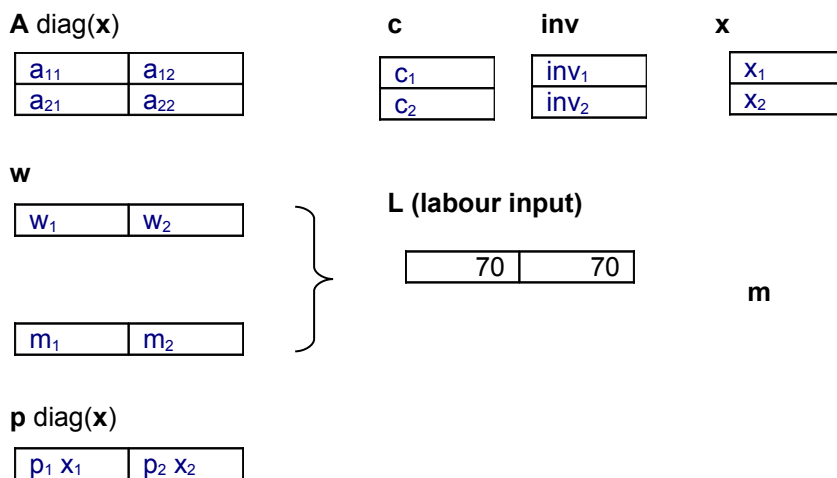 A diag(x) c inv x
a₁₁ a₁₂ c₁ inv₁ x₁
a₂₁ a₂₂ c₂ inv₂ x₂
w
L (labour input)
w₁ w₂
70 70
m
m₁ m₂
p diag(x)
p₁ x₁ p₂ x₂